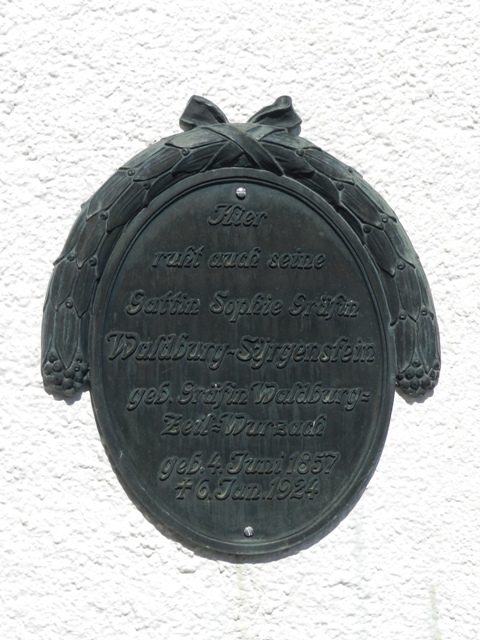 Hier
ruht auch seine
Gattin Sophie Gräfin
Waldburg-Syrgenstein
geb. Gräfin Waldburg=
Zeil=Wurzach
geb. 4. Juni 1857
✝ 6. Jan. 1924